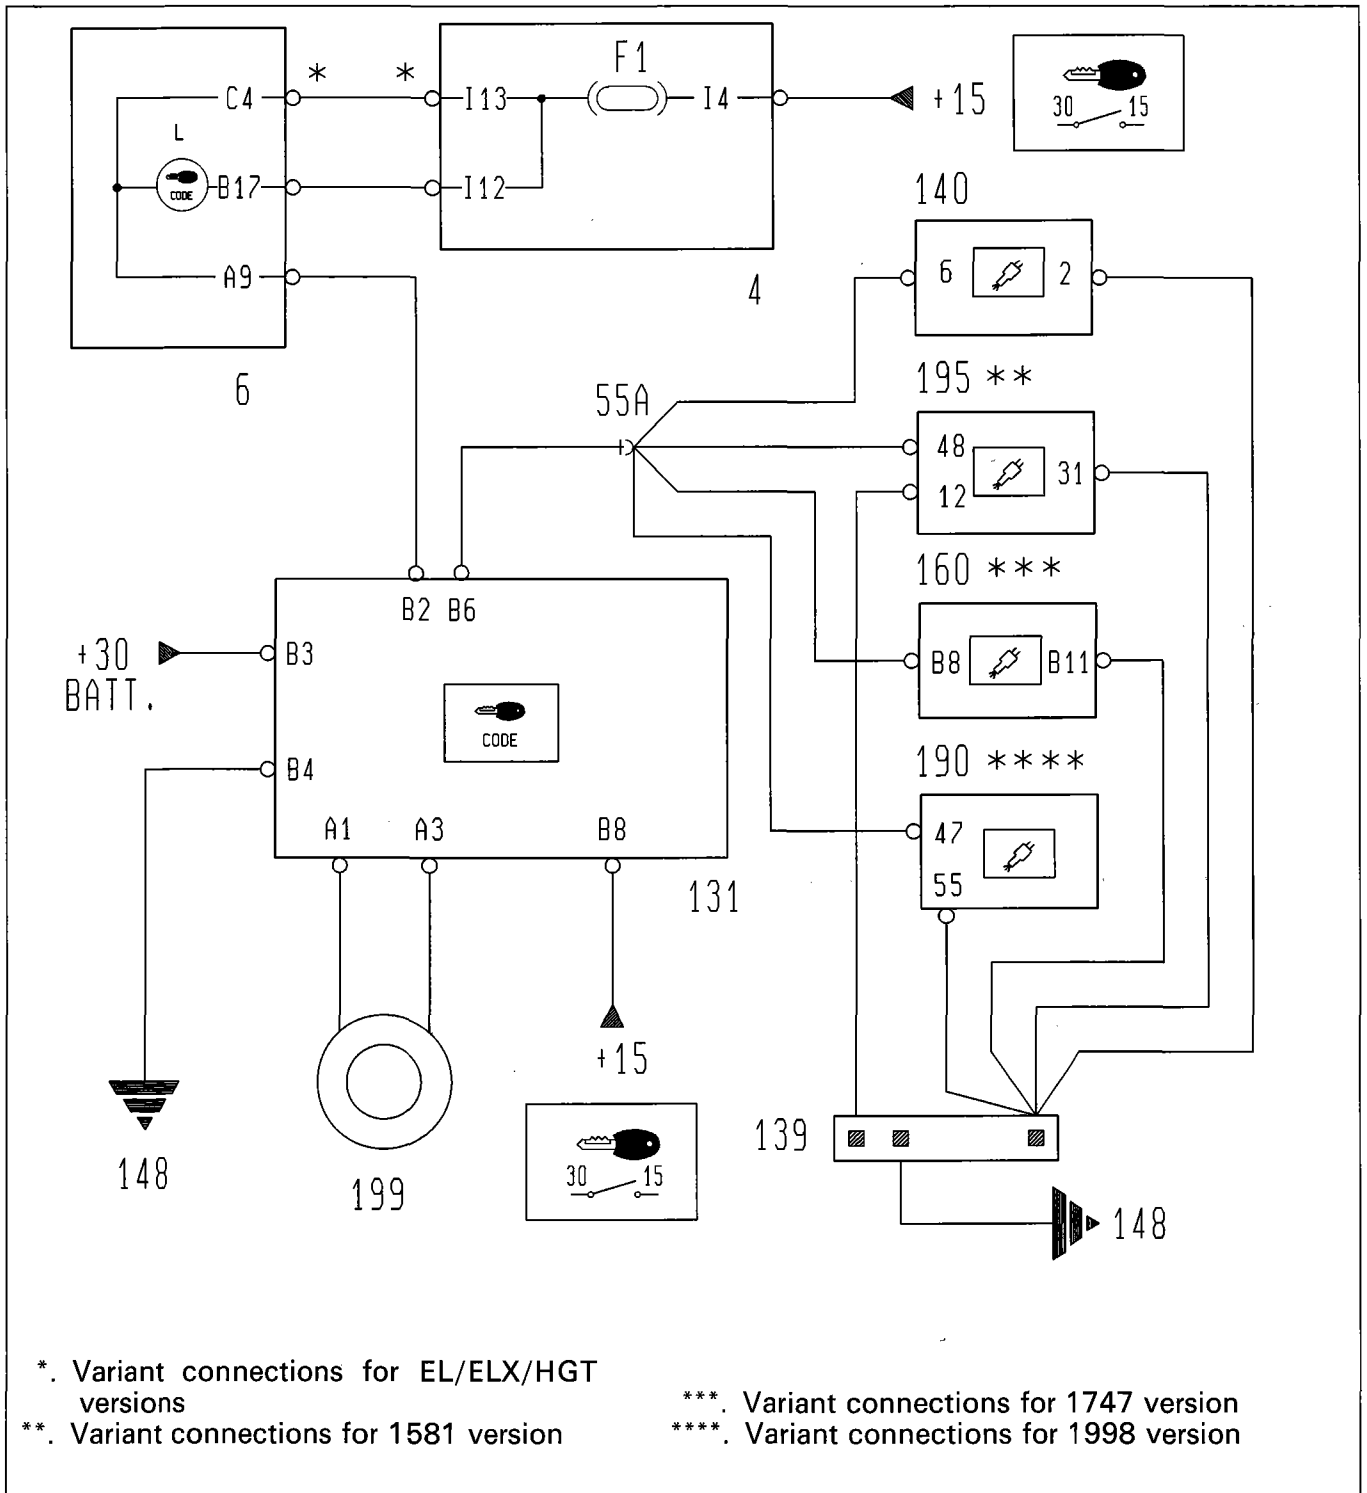 F1
C4 * * I13 I4 +15
30 15
L
CODE B17 I12
140
A9 6 2
4
6
195 **
55A
48
31
12
160 ***
B2 B6
+30 B3
BATT.
B8 B11
CODE
190 ****
B4
A1 A3 B8
47
55
131
+15
139
30 15
148
199
148
*. Variant connections for EL/ELX/HGT
versions
**. Variant connections for 1581 version
***. Variant connections for 1747 version
****. Variant connections for 1998 version